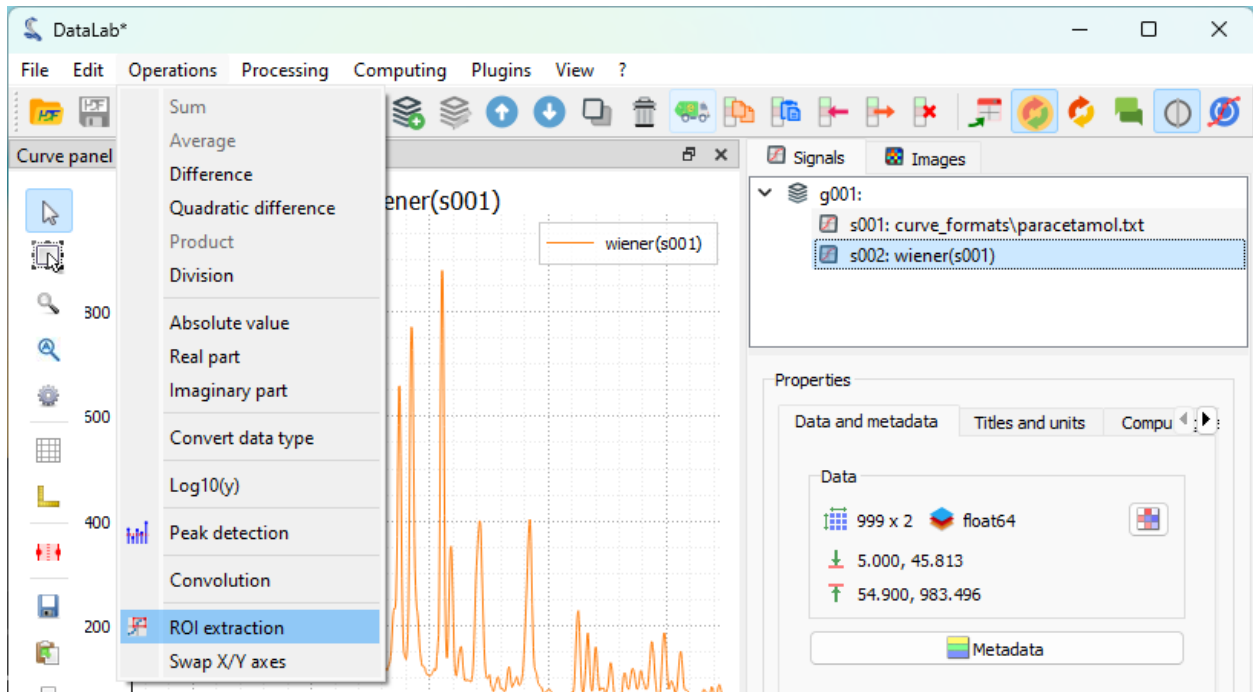 DataLab*
File Edit Operations Processing Computing Plugins View ?
Sum
Average
Difference
Quadratic difference
Product
Division
Absolute value
Real part
Imaginary part
Convert data type
Log10(y)
Peak detection
Convolution
ROI extraction
Swap X/Y axes
Curve panel
ener(s001)
wiener(s001)
800
600
400
200
Signals Images
g001:
s001: curve_formats\paracetamol.txt
s002: wiener(s001)
Properties
Data and metadata Titles and units Compu
Data
999 x 2 float64
5.000, 45.813
54.900, 983.496
Metadata